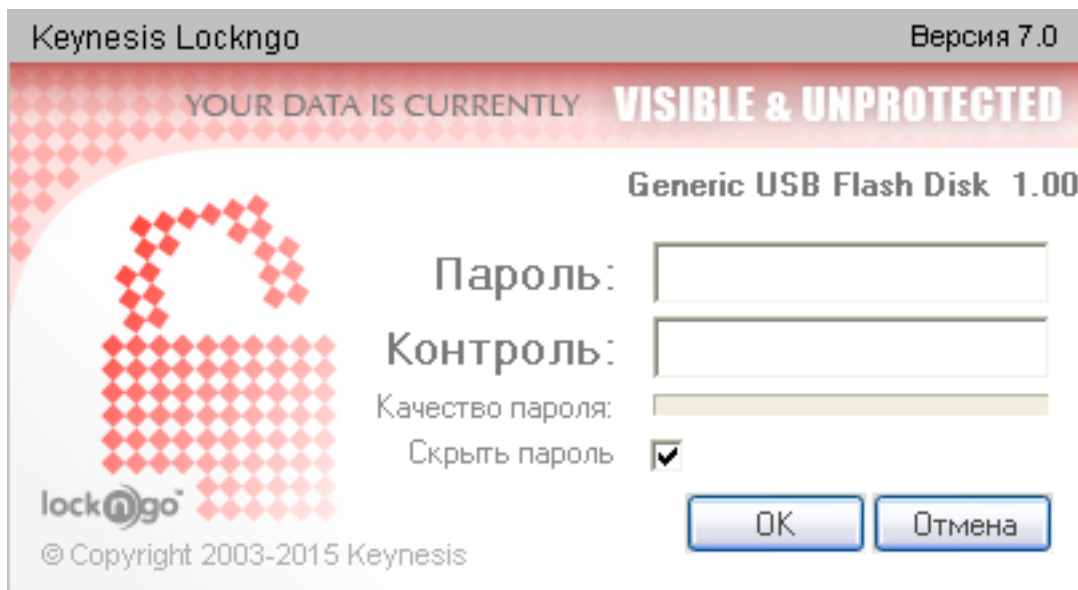 Keynesis Lockngo Версия 7.0
YOUR DATA IS CURRENTLY VISIBLE & UNPROTECTED
Generic USB Flash Disk 1.00
Пароль:
Контроль:
Качество пароля:
Скрыть пароль
lockngo™
OK Отмена
© Copyright 2003-2015 Keynesis